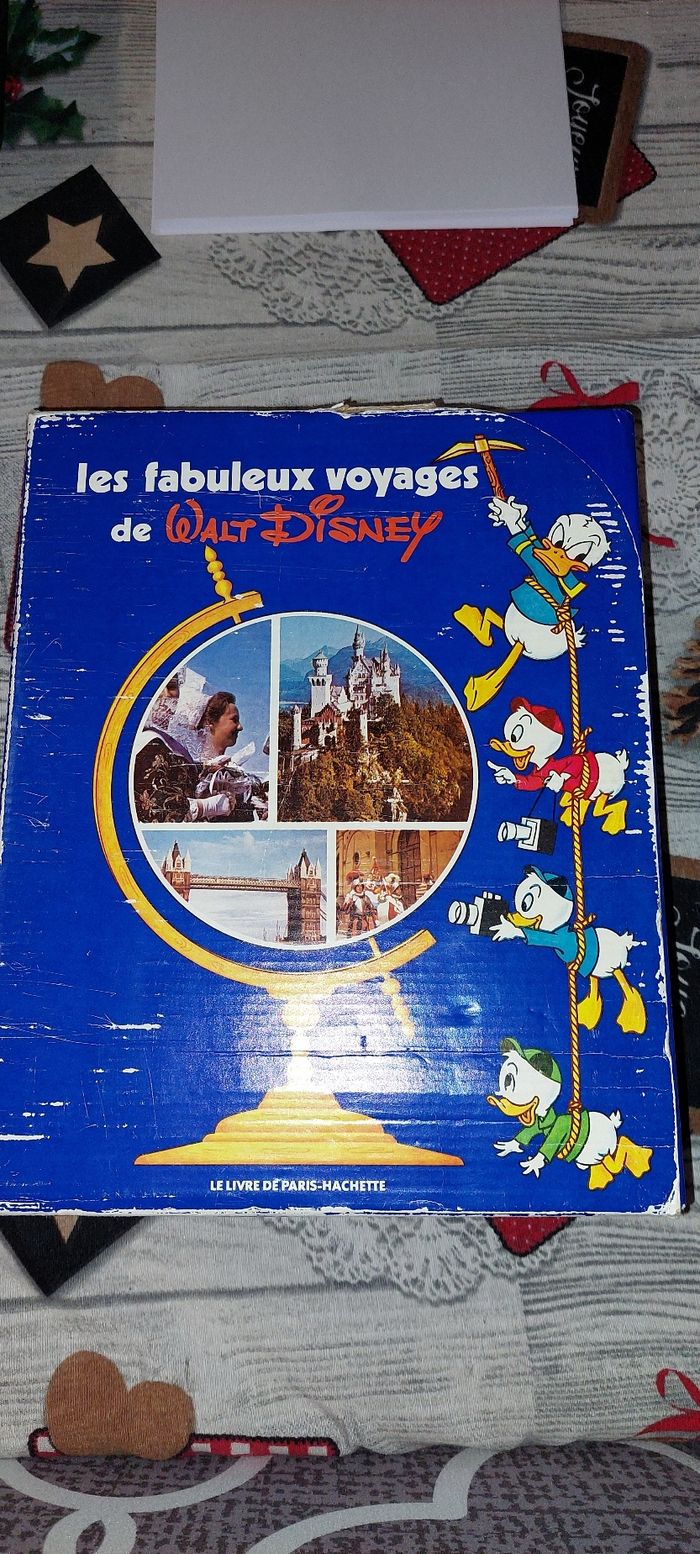 les fabuleux voyages
de WALT DISNEY
LE LIVRE DE PARIS-HACHETTE